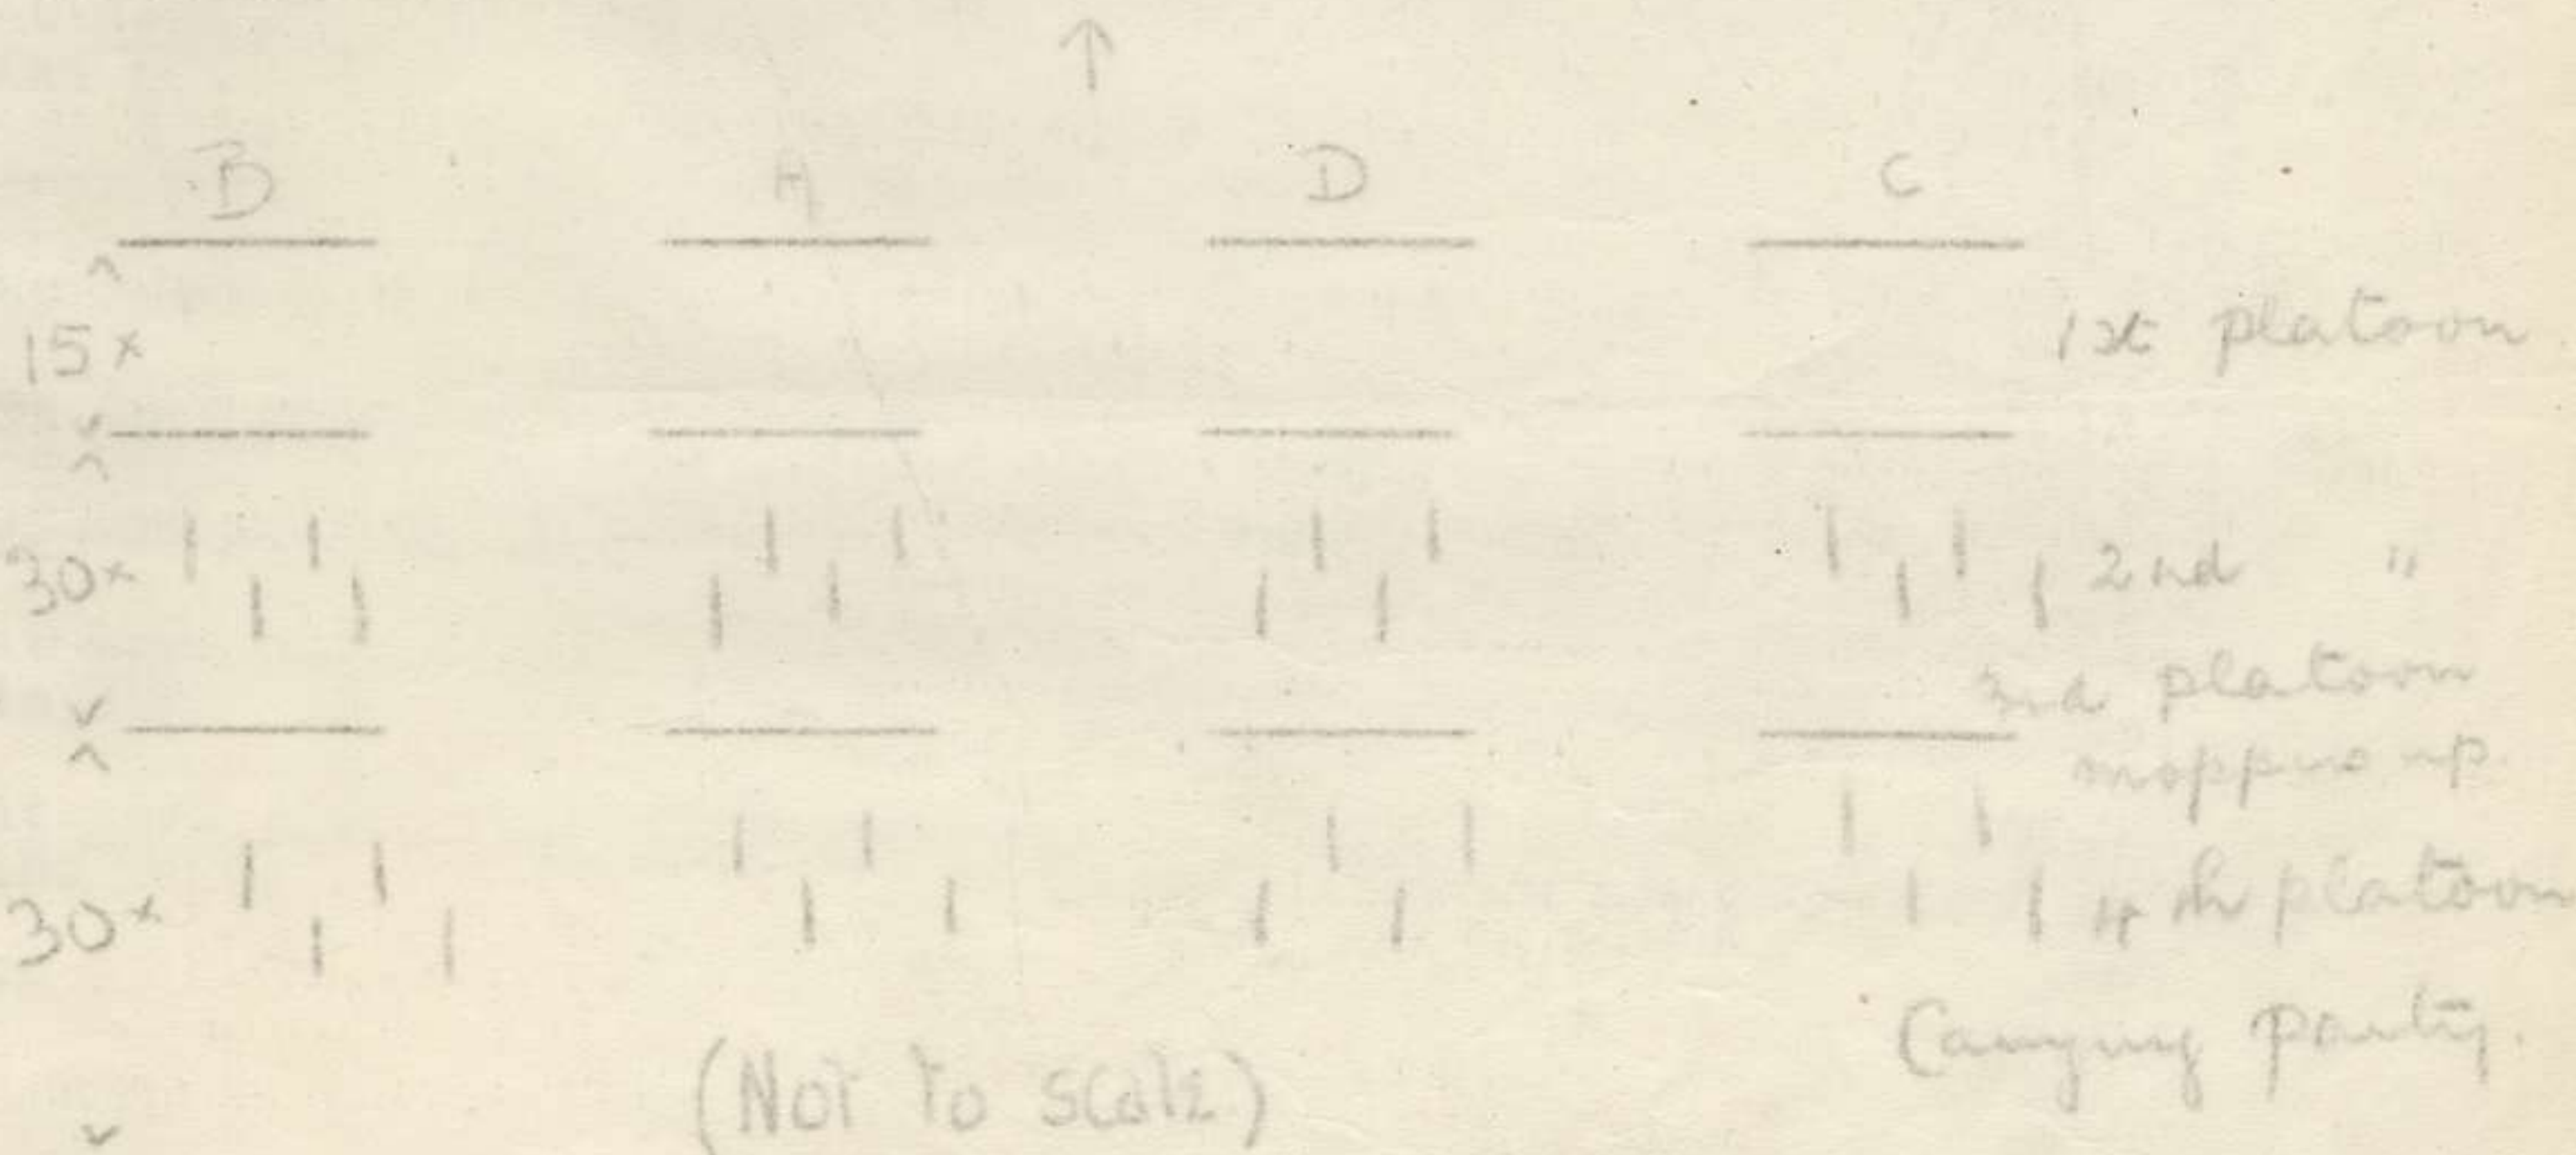 B A D C
15x
1st platoon
30x
2nd "
3rd platoon
mopping up.
30x
4th platoon
Carrying party.
(Not to scale)